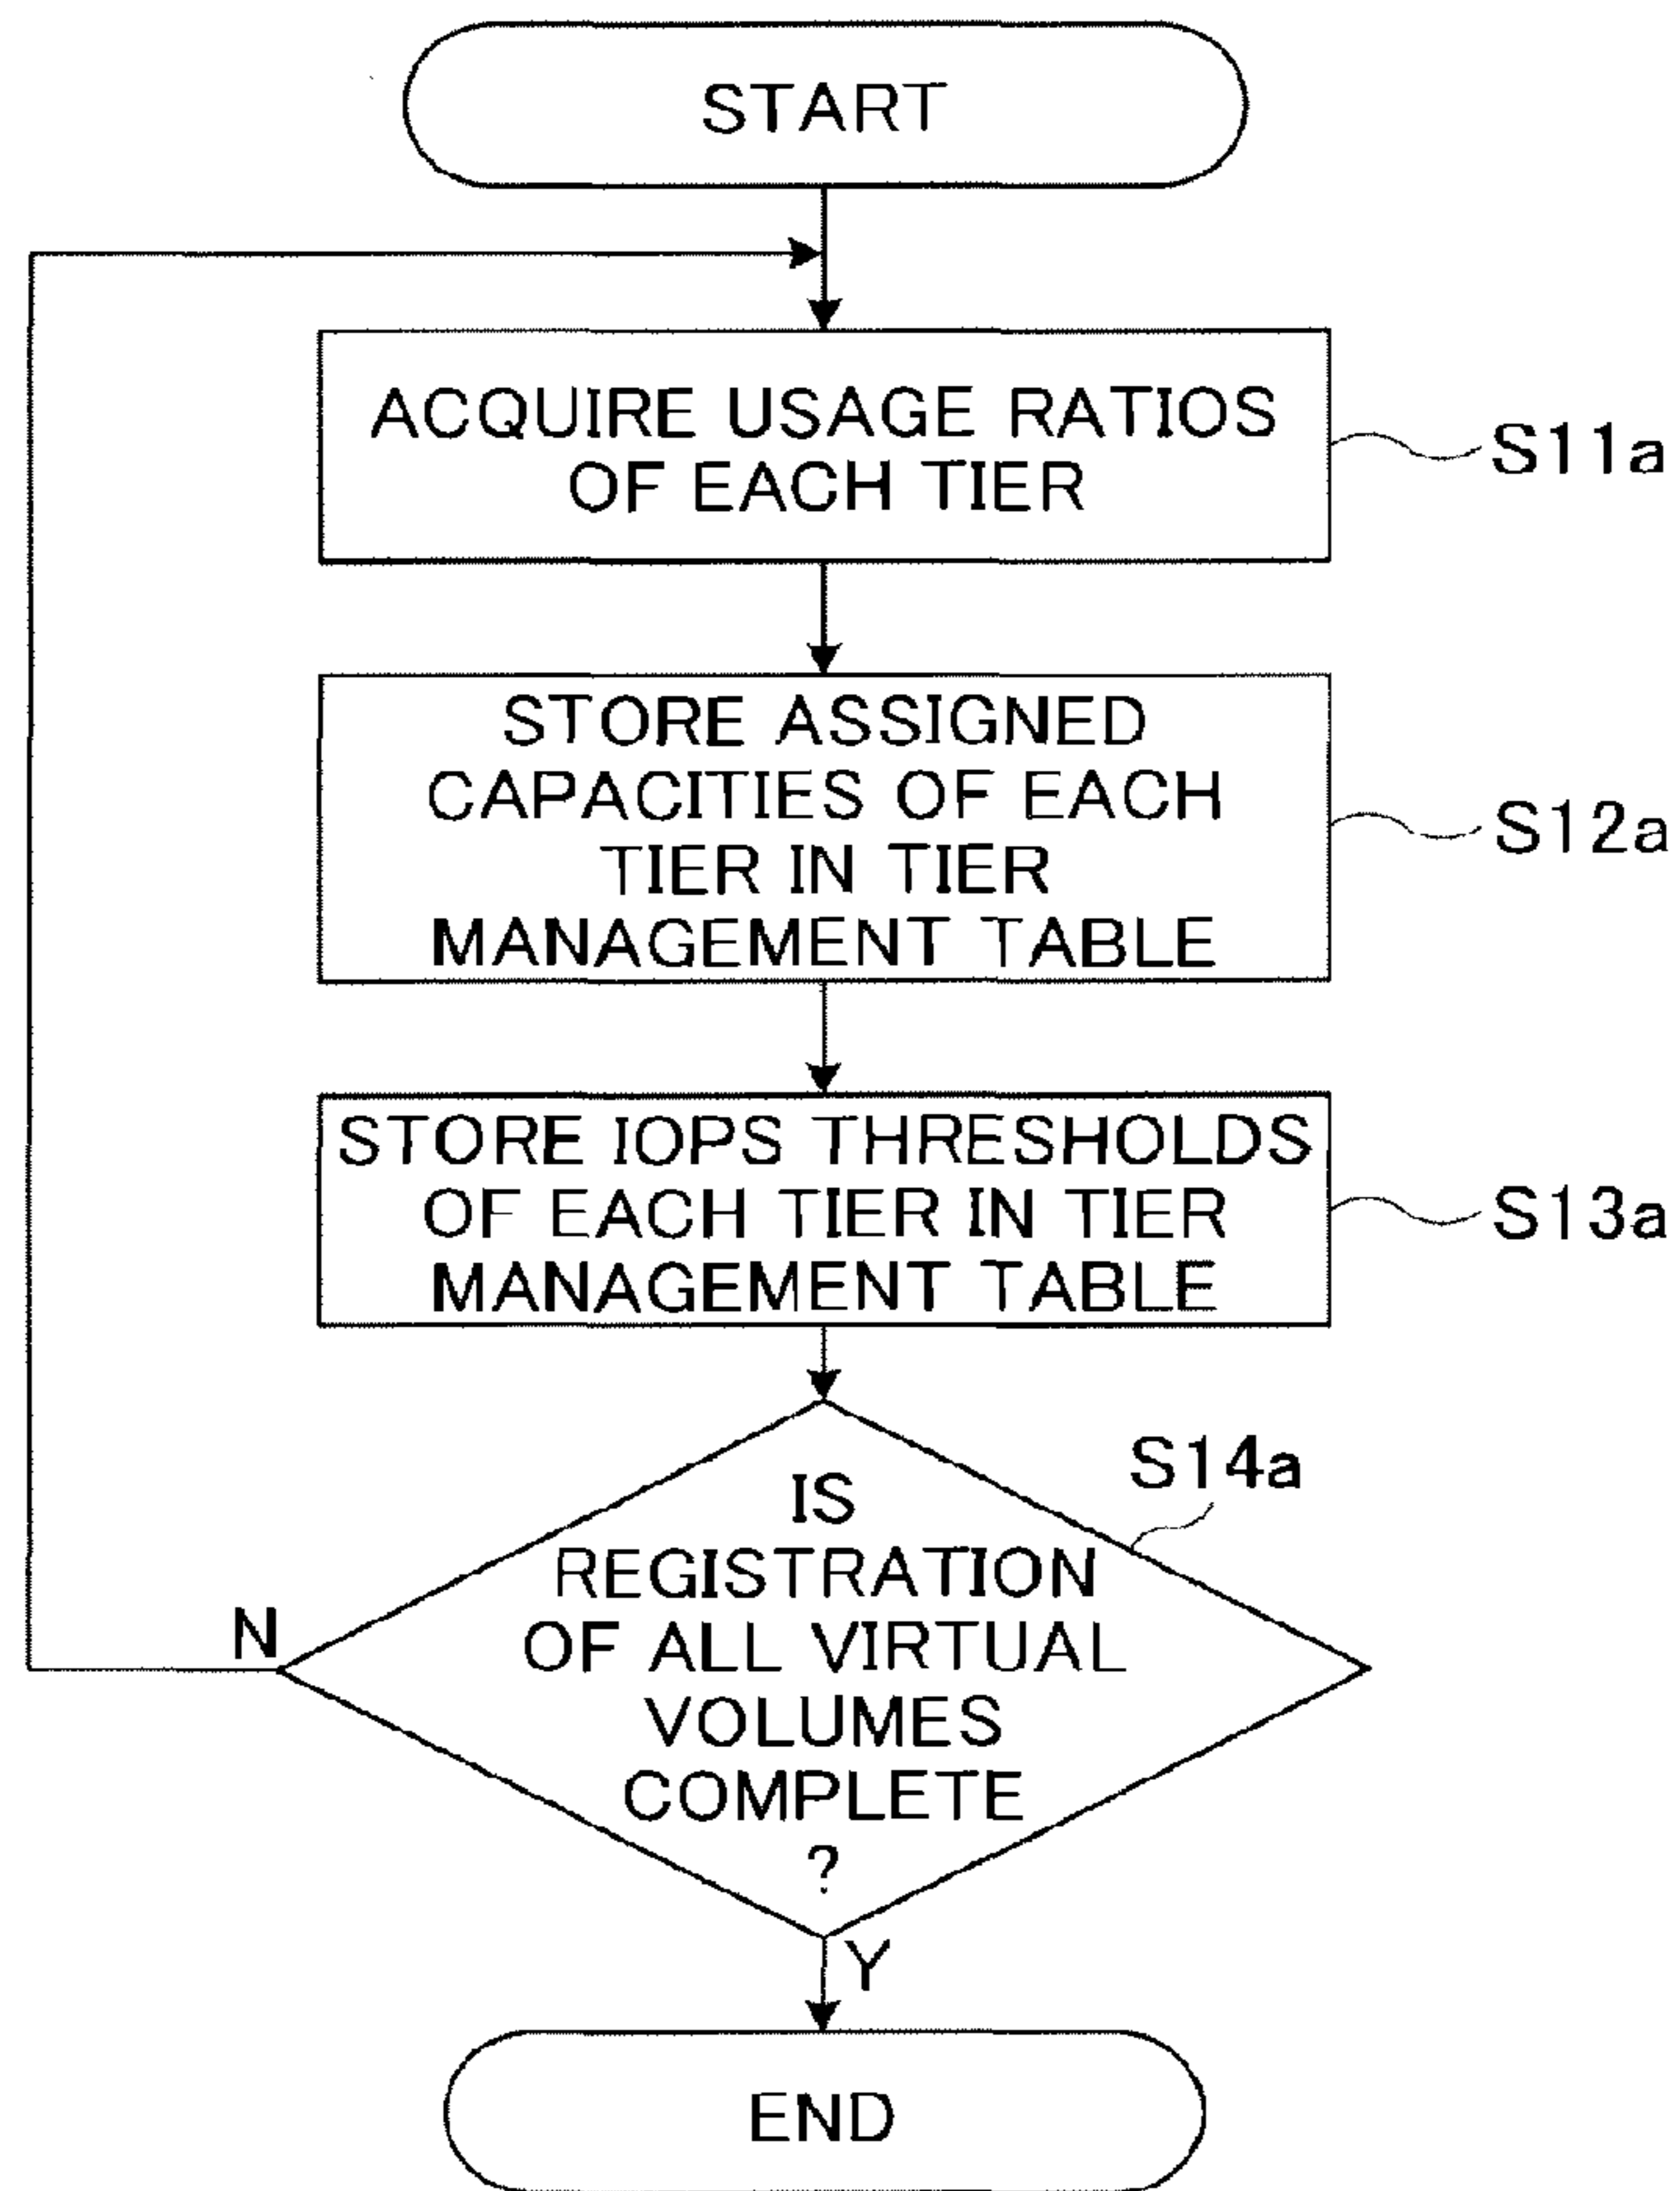 START
ACQUIRE USAGE RATIOS
OF EACH TIER
S11a
STORE ASSIGNED
CAPACITIES OF EACH
TIER IN TIER
MANAGEMENT TABLE
S12a
STORE IOPS THRESHOLDS
OF EACH TIER IN TIER
MANAGEMENT TABLE
S13a
S14a
IS
REGISTRATION
OF ALL VIRTUAL
VOLUMES
COMPLETE
?
N
Y
END